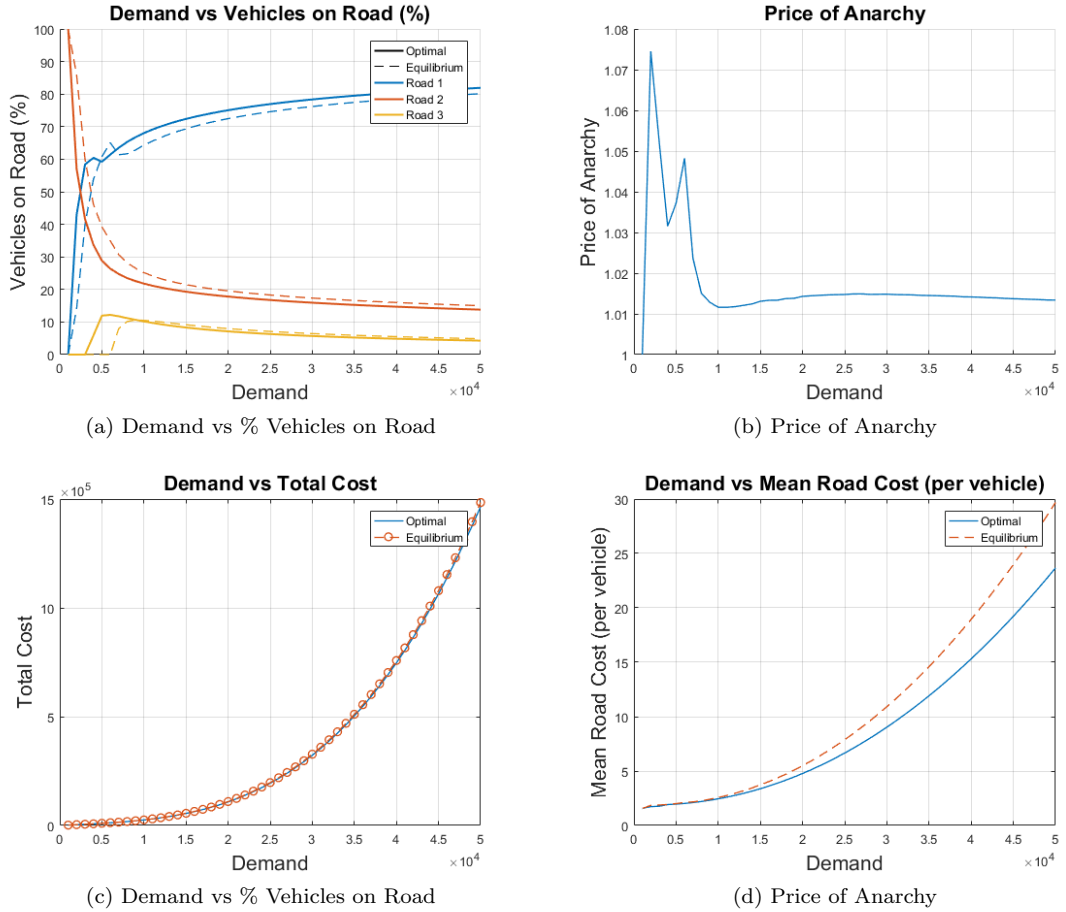 Demand vs Vehicles on Road (%)
100
90
80
70
60
50
40
30
20
10
0
Vehicles on Road (%)
Optimal
Equilibrium
Road 1
Road 2
Road 3
0 0.5 1 1.5 2 2.5 3 3.5 4 4.5 5
Demand
× 10^4
(a) Demand vs % Vehicles on Road
Price of Anarchy
1.08
1.07
1.06
1.05
1.04
1.03
1.02
1.01
1
Price of Anarchy
0 0.5 1 1.5 2 2.5 3 3.5 4 4.5 5
Demand
× 10^4
(b) Price of Anarchy
Demand vs Total Cost
× 10^5
15
10
5
0
Total Cost
Optimal
Equilibrium
0 0.5 1 1.5 2 2.5 3 3.5 4 4.5 5
Demand
× 10^4
(c) Demand vs % Vehicles on Road
Demand vs Mean Road Cost (per vehicle)
30
25
20
15
10
5
0
Mean Road Cost (per vehicle)
Optimal
Equilibrium
0 0.5 1 1.5 2 2.5 3 3.5 4 4.5 5
Demand
× 10^4
(d) Price of Anarchy